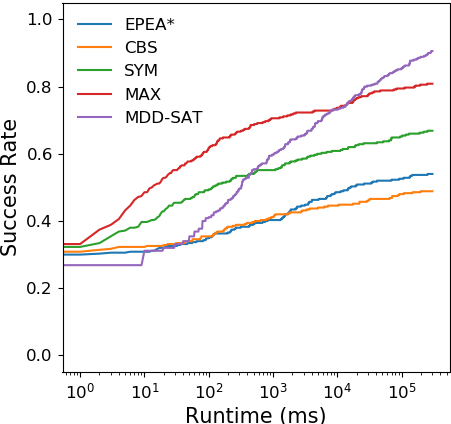 1.0
0.8
0.6
0.4
0.2
0.0
Success Rate
EPEA*
CBS
SYM
MAX
MDD-SAT
10⁰ 10¹ 10² 10³ 10⁴ 10⁵
Runtime (ms)